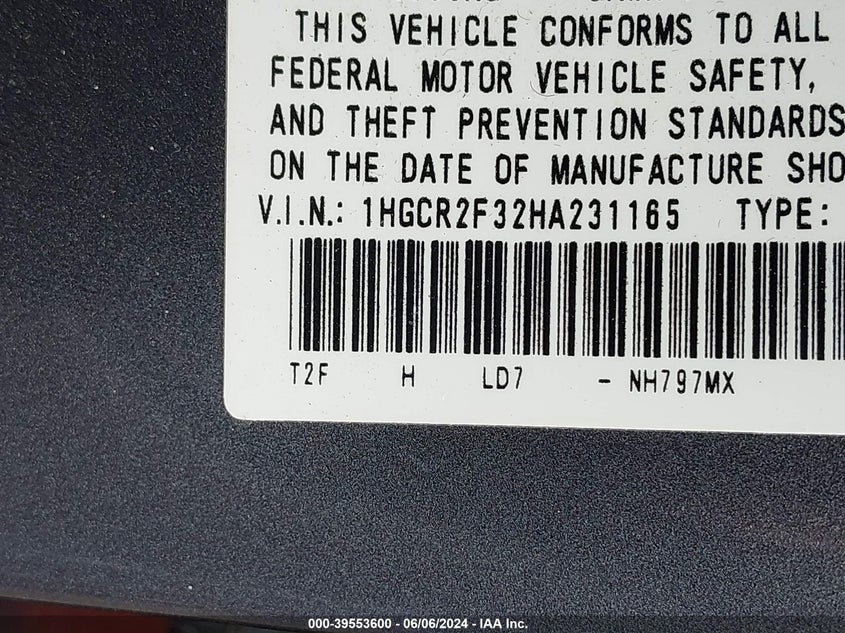 THIS VEHICLE CONFORMS TO ALL
FEDERAL MOTOR VEHICLE SAFETY,
AND THEFT PREVENTION STANDARDS
ON THE DATE OF MANUFACTURE SHO
V.I.N.: 1HGCR2F32HA231165 TYPE:
T2F H LD7 - NH797MX
000-39553600 - 06/06/2024 - IAA Inc.